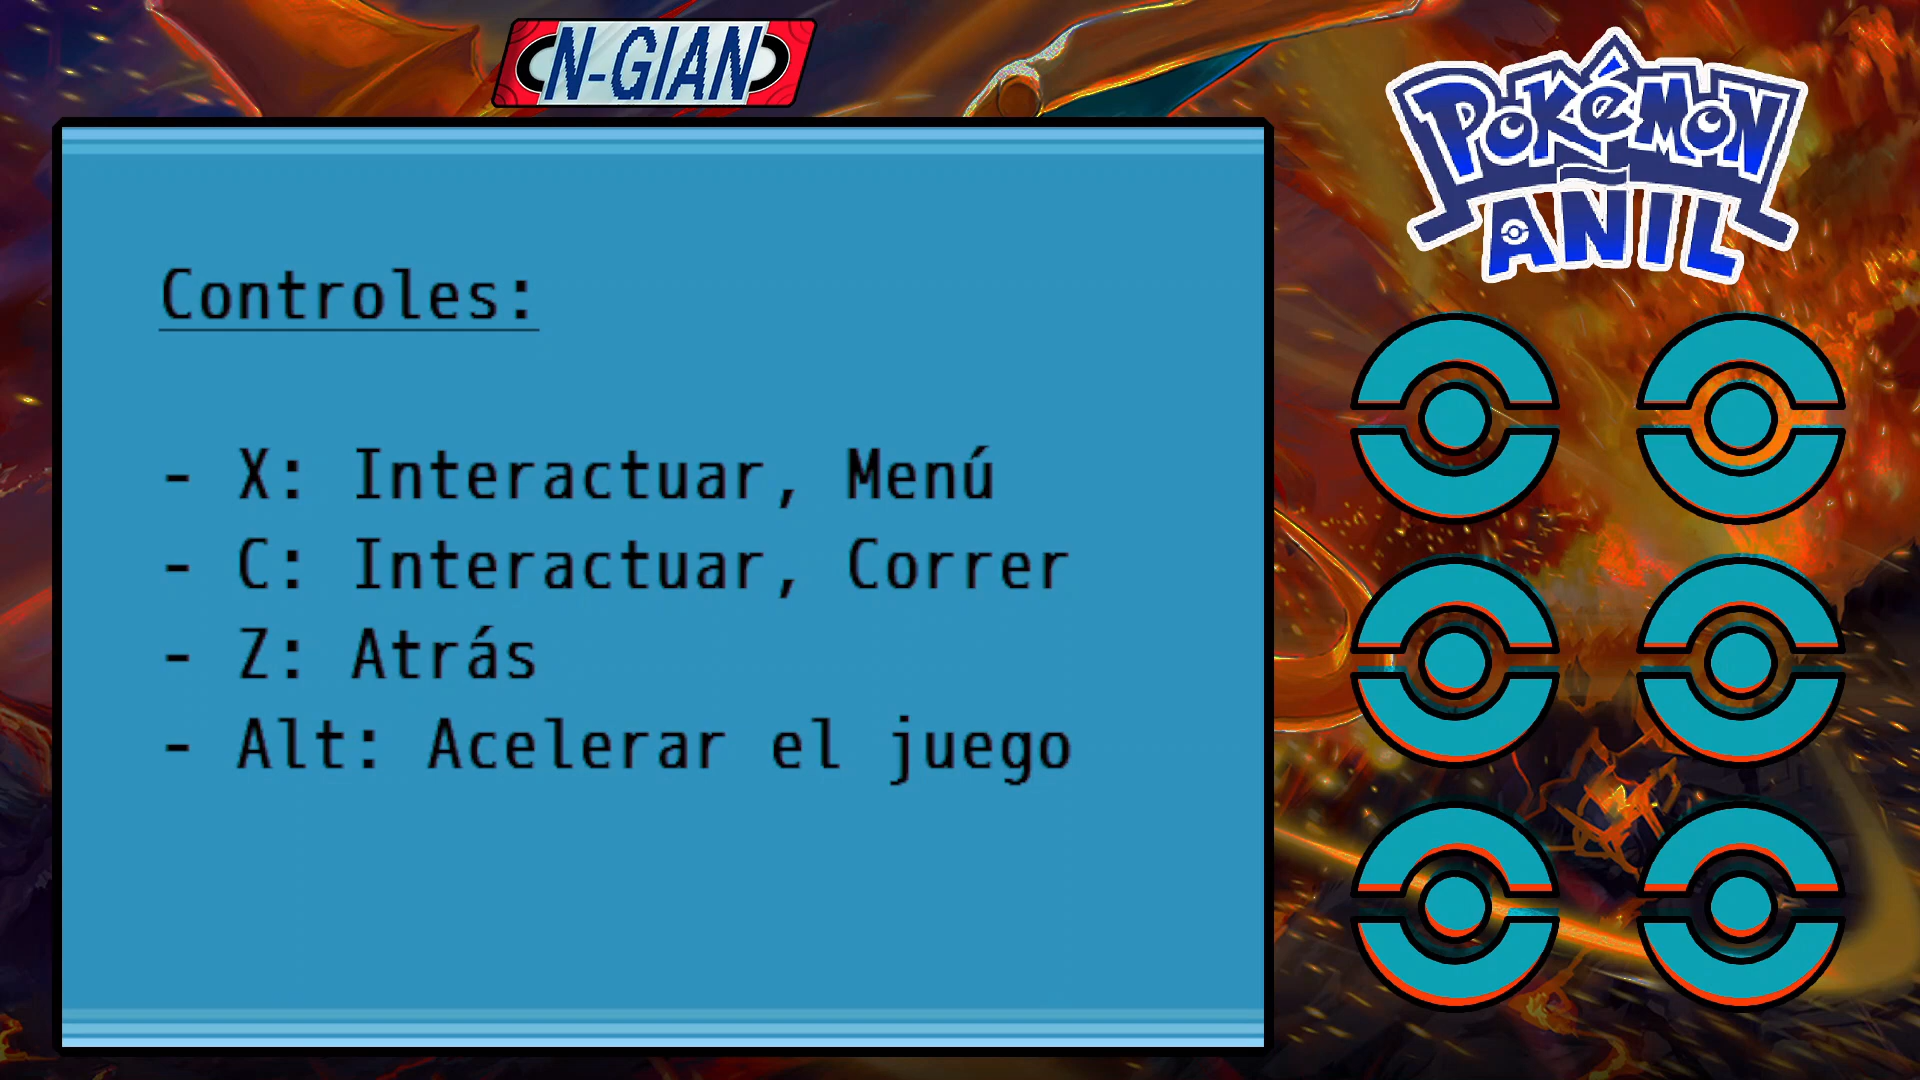 N-GIAN
POKÉMON
AÑIL
Controles:
- X: Interactuar, Menú
- C: Interactuar, Correr
- Z: Atrás
- Alt: Acelerar el juego